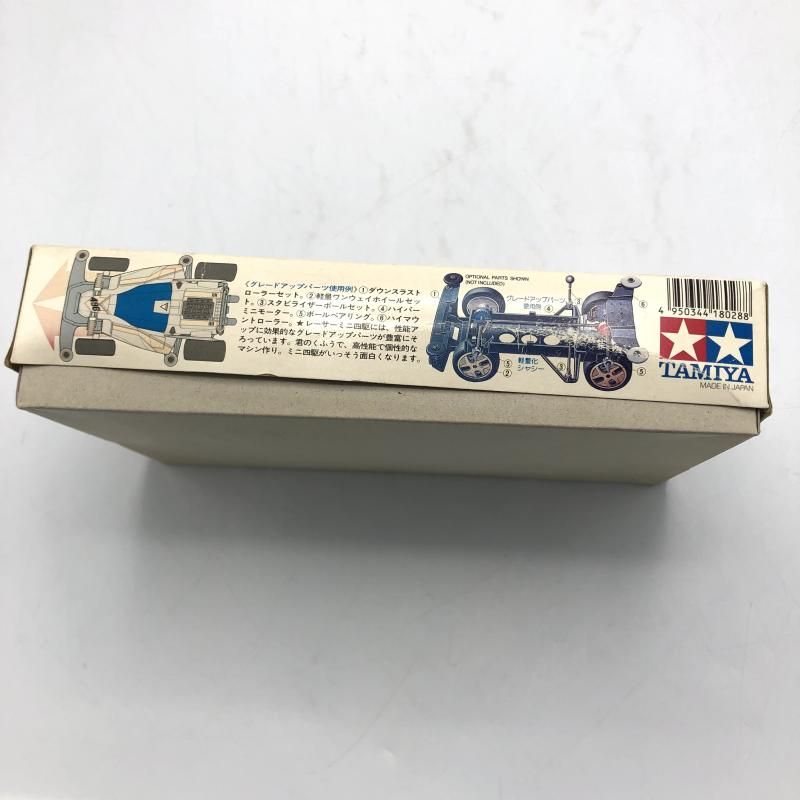 《グレードアップパーツ使用例》①ダウンスラスト
ローラーセット。②軽量ワンウェイホイールセッ
ト。③スタビライザーポールセット。④ハイパー
ミニモーター。⑤ボールベアリング。⑥ハイマウ
ントローラー。★レーサーミニ四駆には、性能ア
ップに効果的なグレードアップパーツが豊富にそ
ろっています。君のくふうで、高性能で個性的な
マシン作り。ミニ四駆がいっそう面白くなります。
OPTIONAL PARTS SHOWN
(NOT INCLUDED)
①
グレードアップパーツ
使用例
④
③
⑥
⑤
②
軽量化
シャシー
③
⑤
4 950344 180288
TAMIYA
MADE IN JAPAN